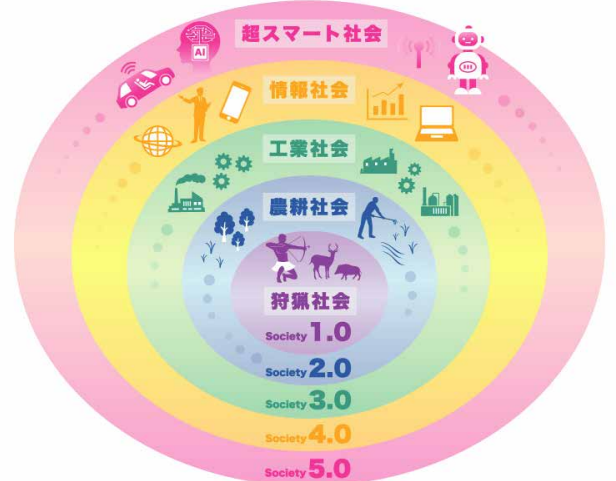 超スマート社会
AI
情報社会
工業社会
農耕社会
狩猟社会
Society 1.0
Society 2.0
Society 3.0
Society 4.0
Society 5.0